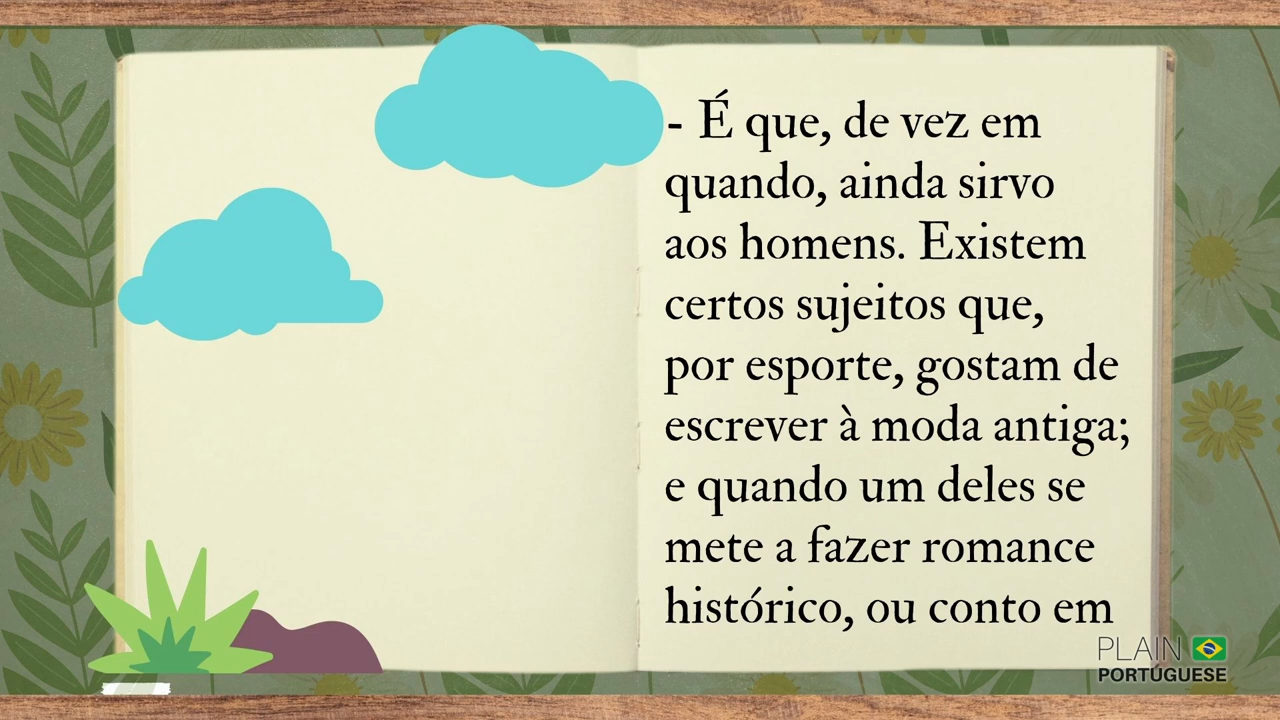 - É que, de vez em
quando, ainda sirvo
aos homens. Existem
certos sujeitos que,
por esporte, gostam de
escrever à moda antiga;
e quando um deles se
mete a fazer romance
histórico, ou conto em
PLAIN
PORTUGUESE